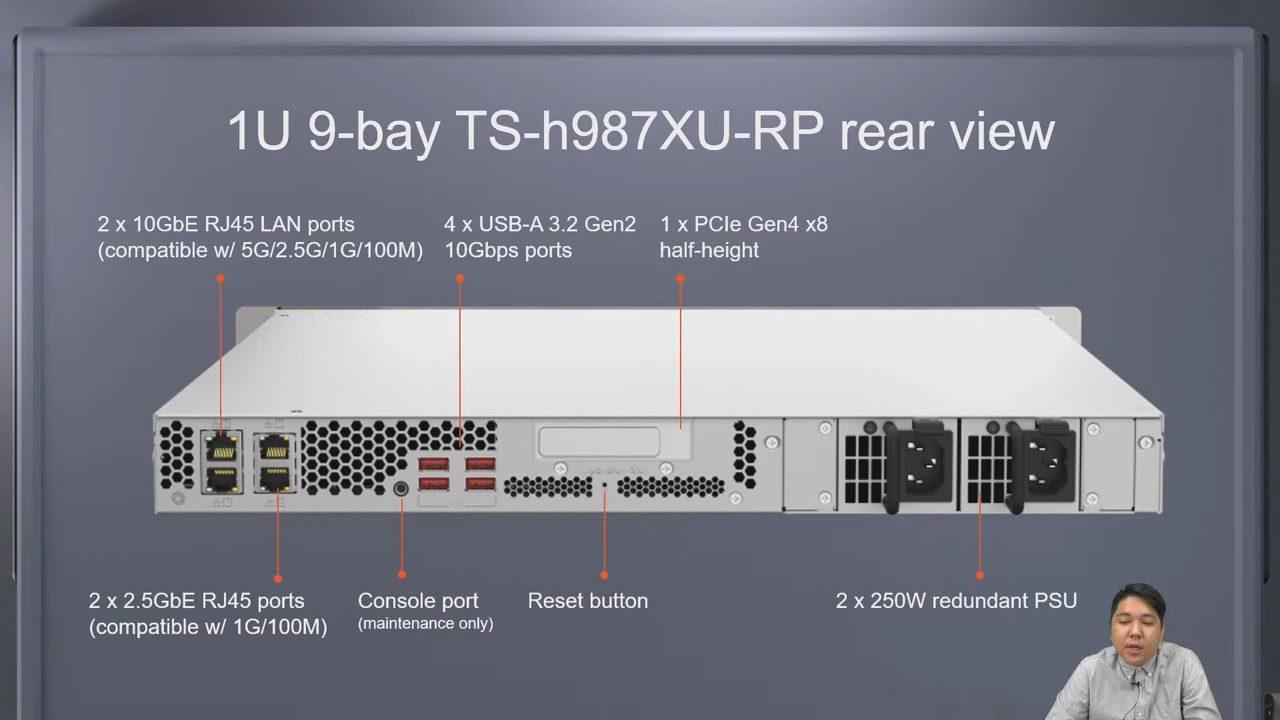 1U 9-bay TS-h987XU-RP rear view
2 x 10GbE RJ45 LAN ports
(compatible w/ 5G/2.5G/1G/100M)
4 x USB-A 3.2 Gen2
10Gbps ports
1 x PCIe Gen4 x8
half-height
2 x 2.5GbE RJ45 ports
(compatible w/ 1G/100M)
Console port
(maintenance only)
Reset button
2 x 250W redundant PSU